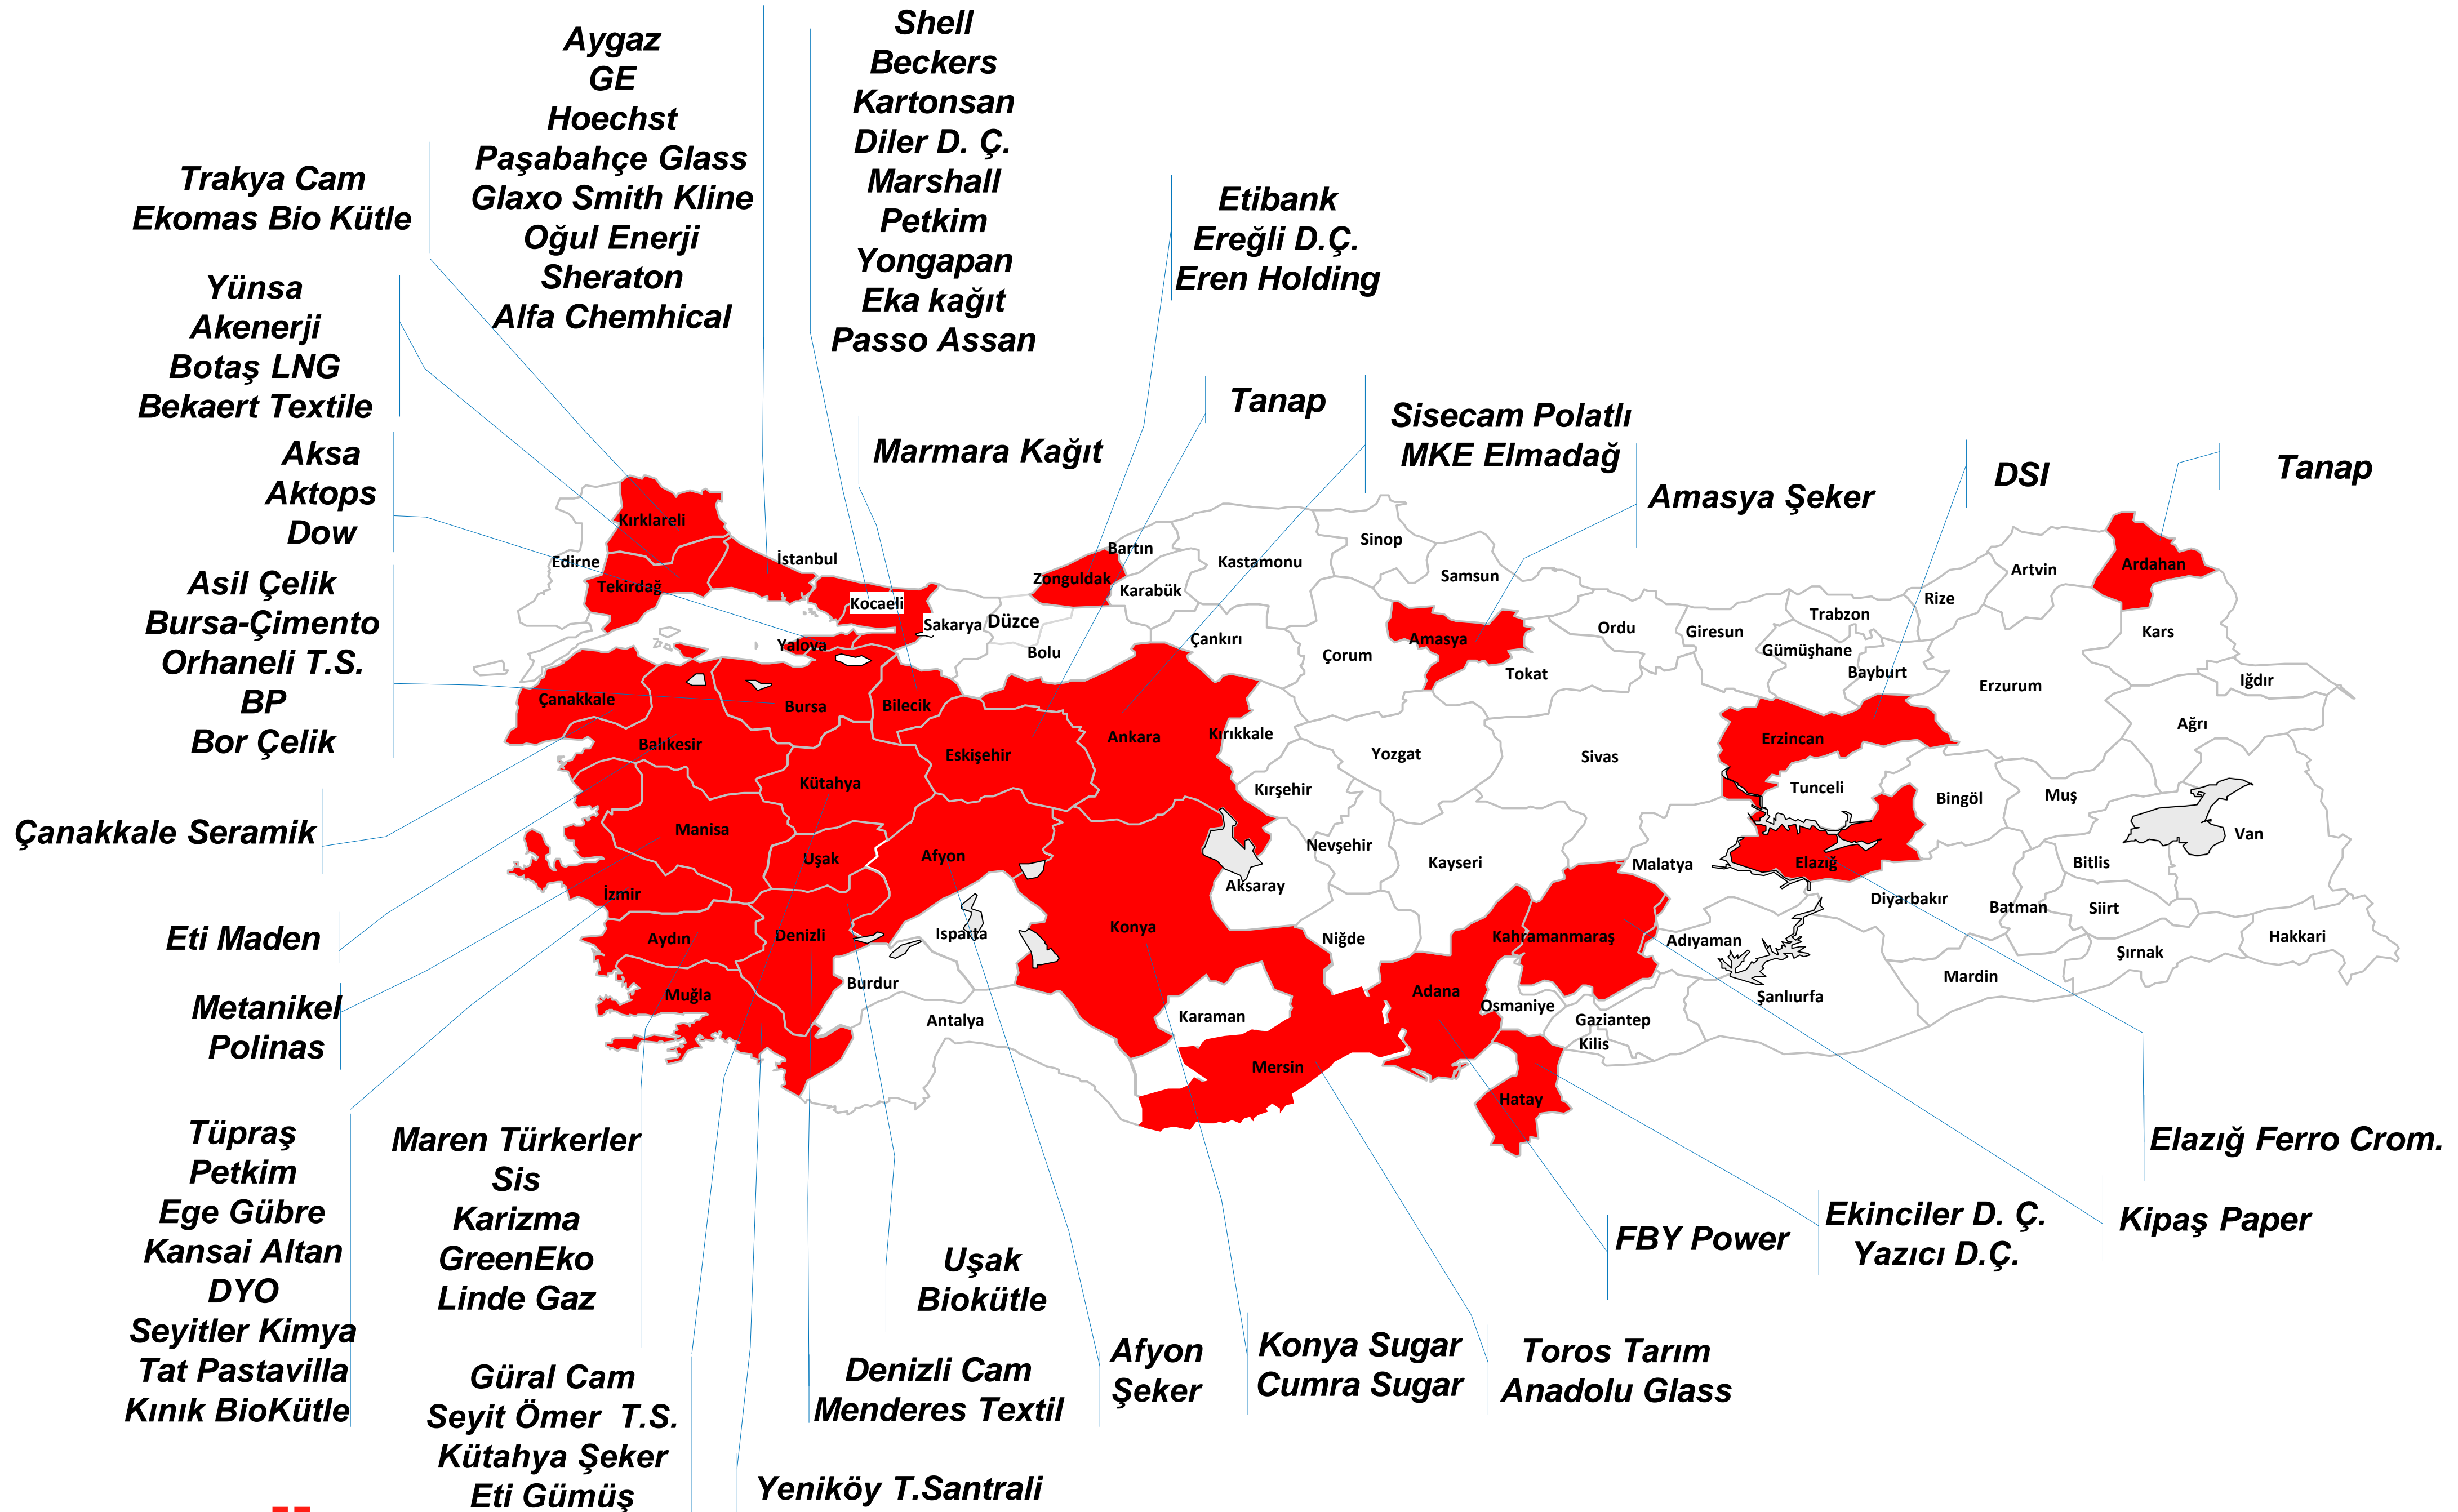 Aygaz
GE
Hoechst
Paşabahçe Glass
Glaxo Smith Kline
Oğul Enerji
Sheraton
Alfa Chemhical
Shell
Beckers
Kartonsan
Diler D. Ç.
Marshall
Petkim
Yongapan
Eka kağıt
Passo Assan
Trakya Cam
Ekomas Bio Kütle
Etibank
Ereğli D.Ç.
Eren Holding
Yünsa
Akenerji
Botaş LNG
Bekaert Textile
Tanap
Sisecam Polatlı
MKE Elmadağ
Marmara Kağıt
Aksa
Aktops
Dow
Amasya Şeker
DSI
Tanap
Asil Çelik
Bursa-Çimento
Orhaneli T.S.
BP
Bor Çelik
Kırklareli
Edirne
Tekirdağ
İstanbul
Kocaeli
Sakarya
Düzce
Yalova
Bolu
Zonguldak
Bartın
Karabük
Kastamonu
Sinop
Samsun
Çankırı
Çorum
Amasya
Tokat
Ordu
Giresun
Trabzon
Gümüşhane
Bayburt
Rize
Artvin
Ardahan
Kars
Iğdır
Erzurum
Ağrı
Çanakkale
Balıkesir
Bursa
Bilecik
Eskişehir
Ankara
Kırıkkale
Yozgat
Sivas
Erzincan
Tunceli
Bingöl
Muş
Van
Bitlis
Kütahya
Manisa
Uşak
Afyon
Kırşehir
Nevşehir
Kayseri
Malatya
Elazığ
Diyarbakır
Batman
Siirt
Şırnak
Hakkari
İzmir
Aydın
Denizli
Muğla
Isparta
Burdur
Antalya
Konya
Aksaray
Niğde
Karaman
Mersin
Adana
Kahramanmaraş
Osmaniye
Adıyaman
Gaziantep
Kilis
Şanlıurfa
Mardin
Hatay
Çanakkale Seramik
Eti Maden
Metanikel
Polinas
Tüpraş
Petkim
Ege Gübre
Kansai Altan
DYO
Seyitler Kimya
Tat Pastavilla
Kınık BioKütle
Maren Türkerler
Sis
Karizma
GreenEko
Linde Gaz
Güral Cam
Seyit Ömer T.S.
Kütahya Şeker
Eti Gümüş
Yeniköy T.Santrali
Denizli Cam
Menderes Textil
Uşak
Biokütle
Afyon
Şeker
Konya Sugar
Cumra Sugar
Toros Tarım
Anadolu Glass
FBY Power
Ekinciler D. Ç.
Yazıcı D.Ç.
Kipaş Paper
Elazığ Ferro Crom.